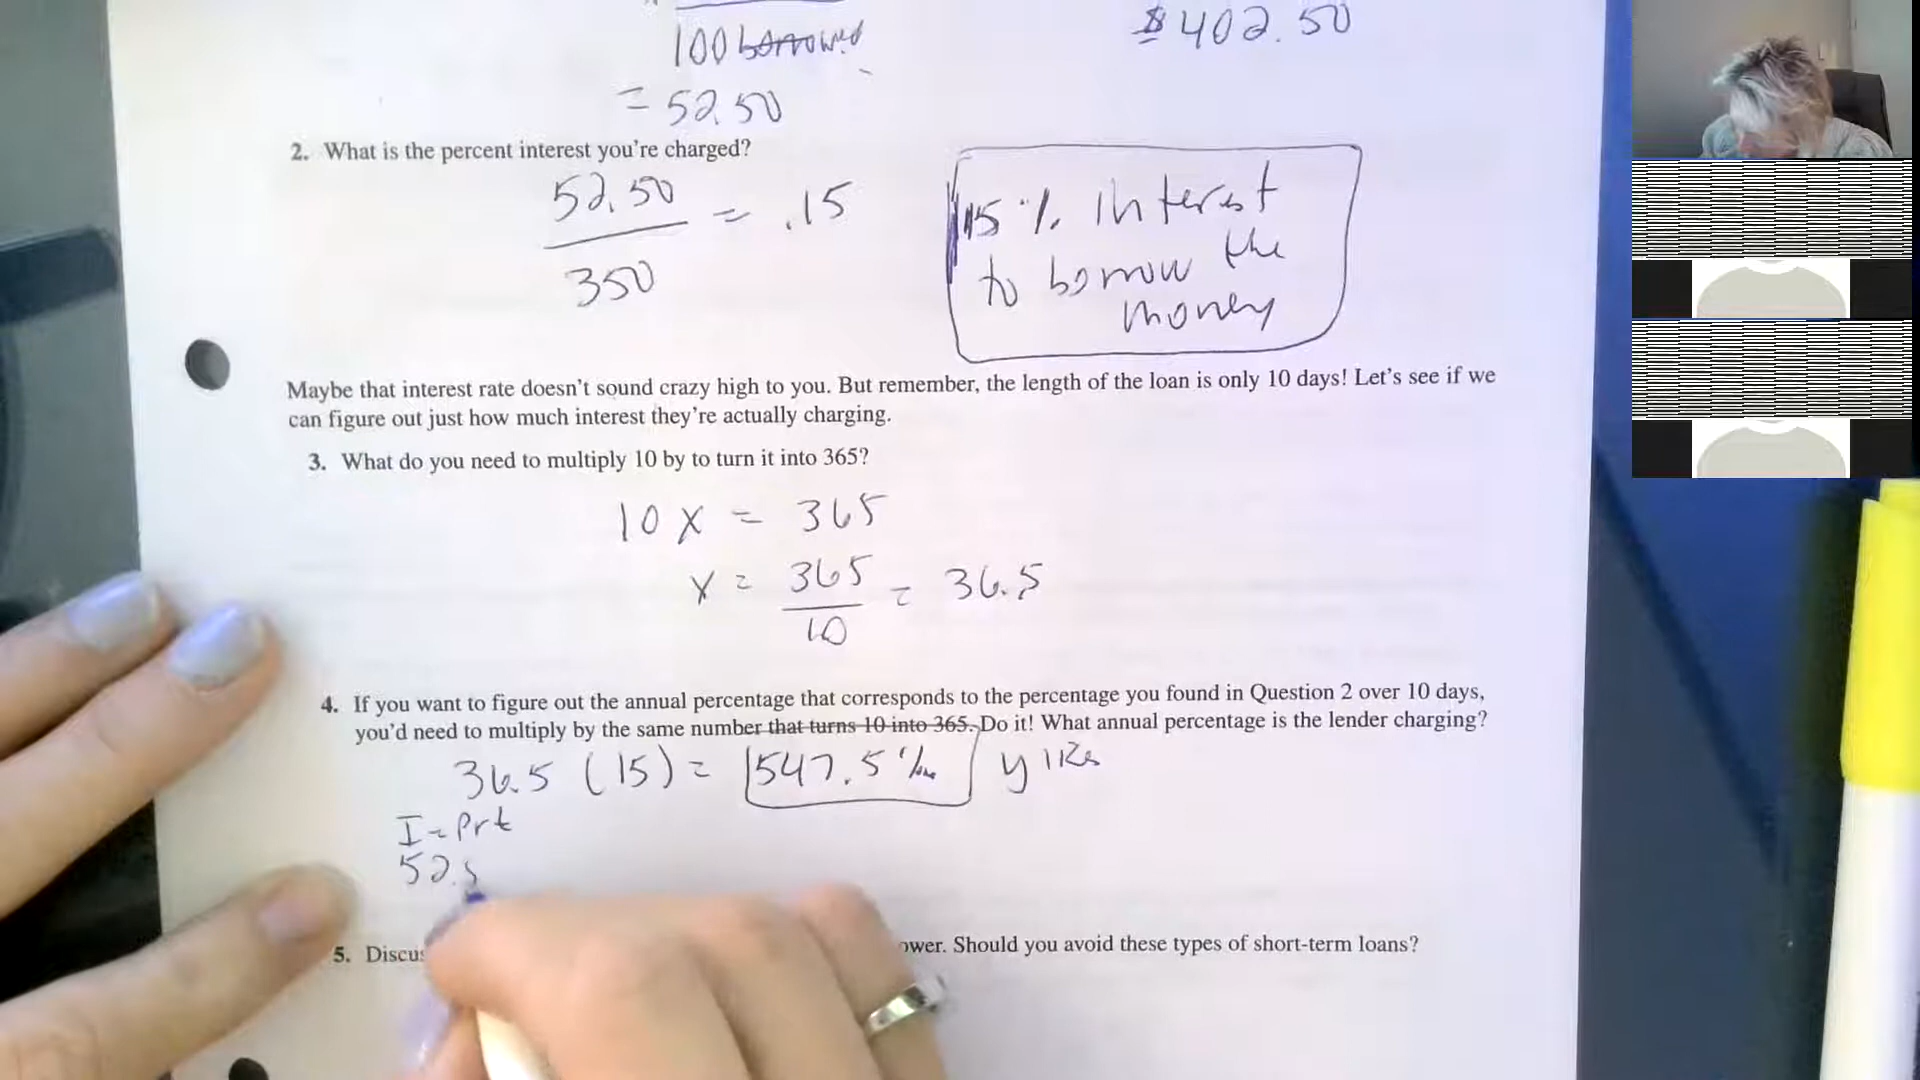 100 borrowed
$402.50
= 52.50
2. What is the percent interest you're charged?
52.50
350
= .15
15% interest
to borrow the
money
Maybe that interest rate doesn't sound crazy high to you. But remember, the length of the loan is only 10 days! Let's see if we
can figure out just how much interest they're actually charging.
3. What do you need to multiply 10 by to turn it into 365?
10x = 365
x = 365
10
= 36.5
4. If you want to figure out the annual percentage that corresponds to the percentage you found in Question 2 over 10 days,
you'd need to multiply by the same number that turns 10 into 365. Do it! What annual percentage is the lender charging?
36.5 (15) = 547.5% yikes
I = Prt
52.5
5. Should you avoid these types of short-term loans?